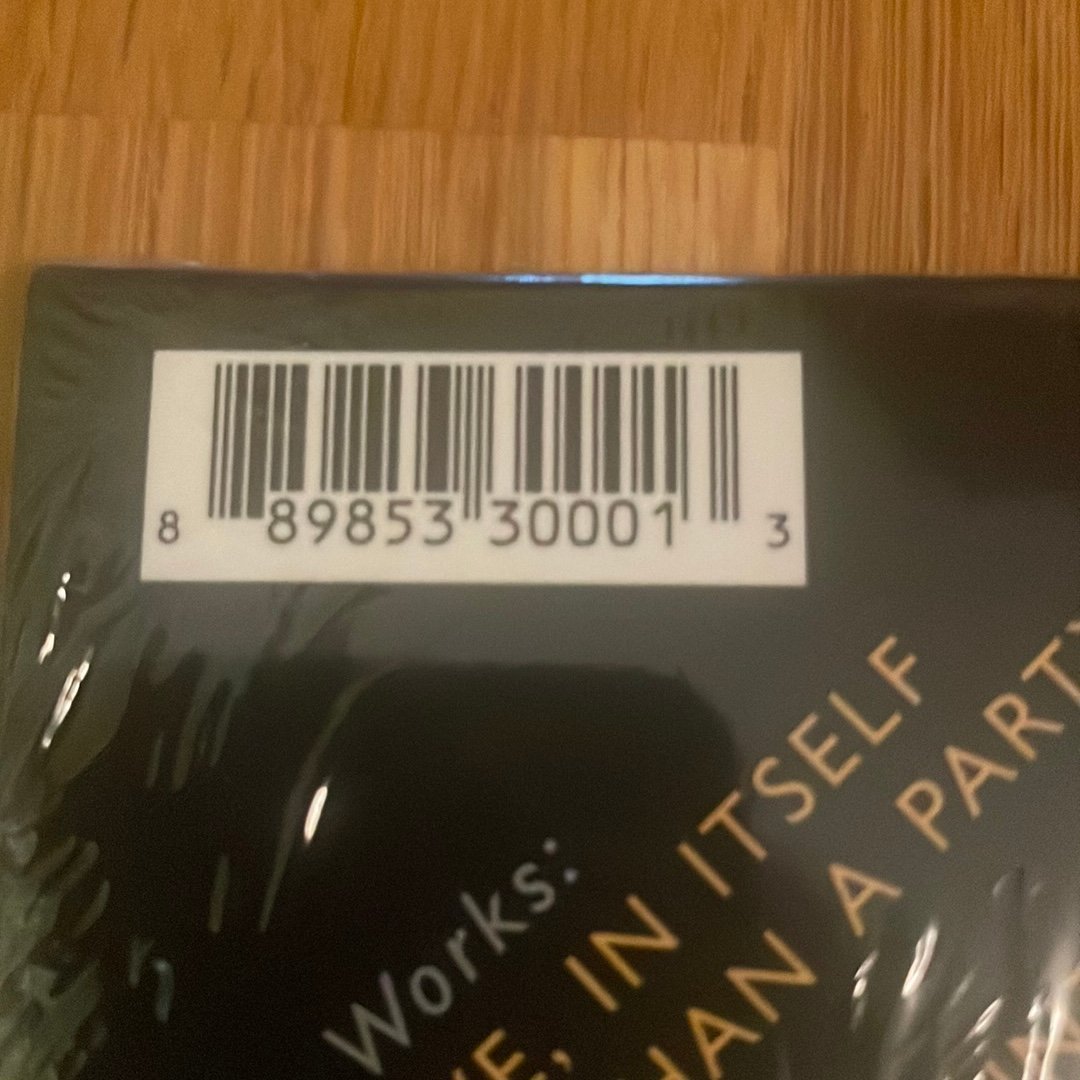 8 89853 30001 3
Works:
E, IN ITSELF
HAN A PARTY